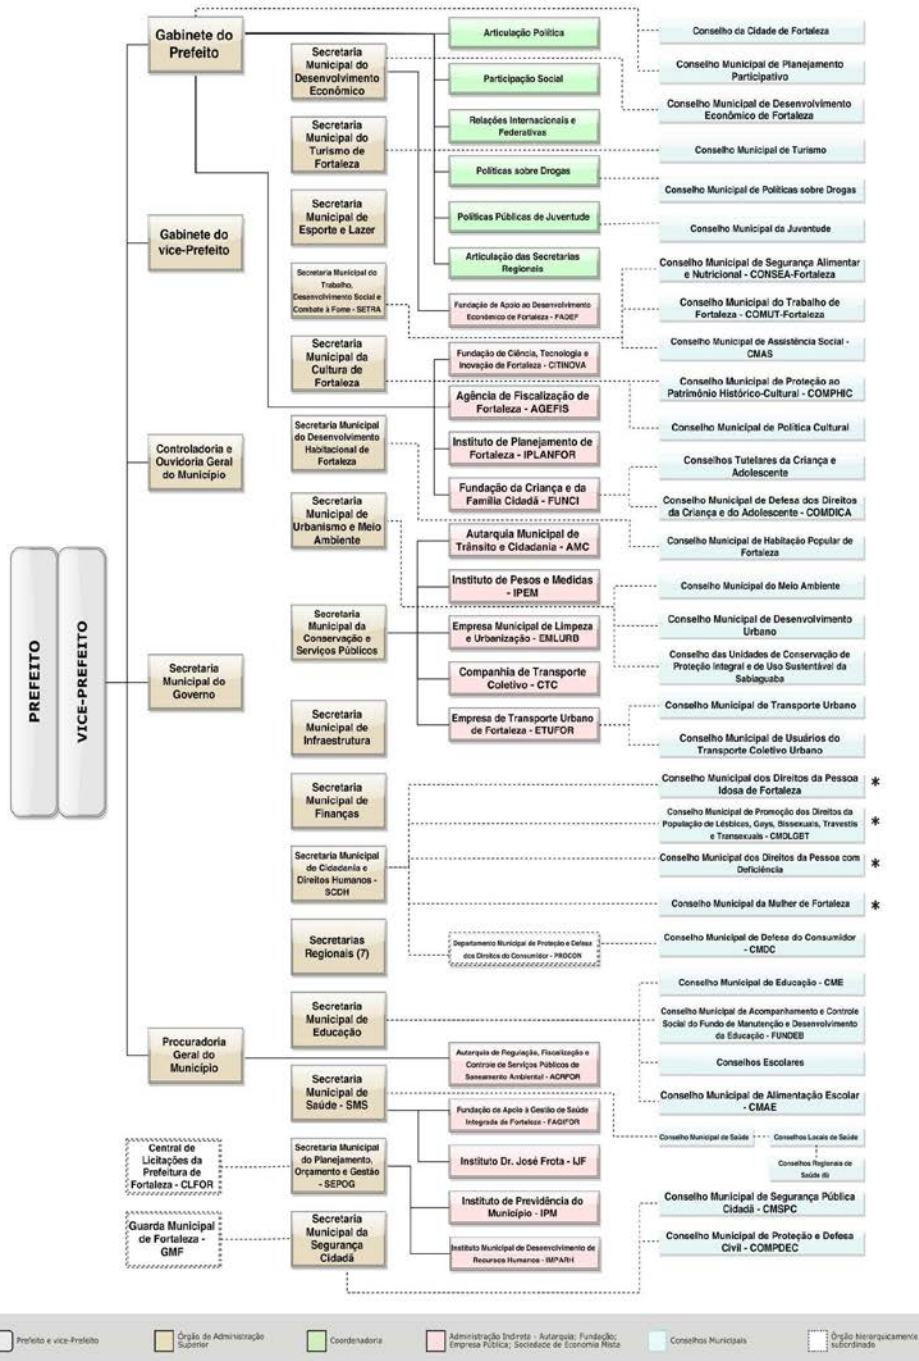 PREFEITO
VICE-PREFEITO
Gabinete do
Prefeito
Gabinete do
vice-Prefeito
Controladoria e
Ouvidoria Geral
do Município
Secretaria
Municipal do
Governo
Procuradoria
Geral do
Município
Central de
Licitações da
Prefeitura de
Fortaleza - CLFOR
Guarda Municipal
de Fortaleza -
GMF
Secretaria
Municipal do
Desenvolvimento
Econômico
Secretaria
Municipal do
Turismo de
Fortaleza
Secretaria
Municipal de
Esporte e Lazer
Secretaria Municipal do
Trabalho,
Desenvolvimento Social e
Combate à Fome - SETRA
Secretaria
Municipal da
Cultura de
Fortaleza
Secretaria Municipal
do Desenvolvimento
Habitacional de
Fortaleza
Secretaria
Municipal de
Urbanismo e Meio
Ambiente
Secretaria
Municipal da
Conservação e
Serviços Públicos
Secretaria
Municipal de
Infraestrutura
Secretaria
Municipal de
Finanças
Secretaria Municipal
de Cidadania e
Direitos Humanos -
SCDH
Secretarias
Regionais (7)
Secretaria
Municipal de
Educação
Secretaria
Municipal de
Saúde - SMS
Secretaria Municipal
do Planejamento,
Orçamento e Gestão -
SEPOG
Secretaria
Municipal da
Segurança
Cidadã
Articulação Política
Participação Social
Relações Internacionais e
Federativas
Políticas sobre Drogas
Políticas Públicas de Juventude
Articulação das Secretarias
Regionais
Fundação de Apoio ao Desenvolvimento
Econômico de Fortaleza - FADEF
Fundação de Ciência, Tecnologia e
Inovação de Fortaleza - CITINOVA
Agência de Fiscalização de
Fortaleza - AGEFIS
Instituto de Planejamento de
Fortaleza - IPLANFOR
Fundação da Criança e da
Família Cidadã - FUNCI
Autarquia Municipal de
Trânsito e Cidadania - AMC
Instituto de Pesos e Medidas
- IPEM
Empresa Municipal de Limpeza
e Urbanização - EMLURB
Companhia de Transporte
Coletivo - CTC
Empresa de Transporte Urbano
de Fortaleza - ETUFOR
Departamento Municipal de Proteção e Defesa
dos Direitos do Consumidor - PROCON
Autarquia de Regulação, Fiscalização e
Controle de Serviços Públicos de
Saneamento Ambiental - ACRFOR
Fundação de Apoio à Gestão de Saúde
Integrada de Fortaleza - FAGIFOR
Instituto Dr. José Frota - IJF
Instituto de Previdência do
Município - IPM
Instituto Municipal de Desenvolvimento de
Recursos Humanos - IMPARH
Conselho da Cidade de Fortaleza
Conselho Municipal de Planejamento
Participativo
Conselho Municipal de Desenvolvimento
Econômico de Fortaleza
Conselho Municipal de Turismo
Conselho Municipal de Políticas sobre Drogas
Conselho Municipal da Juventude
Conselho Municipal de Segurança Alimentar
e Nutricional - CONSEA-Fortaleza
Conselho Municipal do Trabalho de
Fortaleza - COMUT-Fortaleza
Conselho Municipal de Assistência Social -
CMAS
Conselho Municipal de Proteção ao
Patrimônio Histórico-Cultural - COMPHIC
Conselho Municipal de Política Cultural
Conselhos Tutelares da Criança e
Adolescente
Conselho Municipal de Defesa dos Direitos
da Criança e do Adolescente - COMDICA
Conselho Municipal de Habitação Popular de
Fortaleza
Conselho Municipal do Meio Ambiente
Conselho Municipal de Desenvolvimento
Urbano
Conselho das Unidades de Conservação de
Proteção Integral e de Uso Sustentável da
Sabiaguaba
Conselho Municipal de Transporte Urbano
Conselho Municipal de Usuários do
Transporte Coletivo Urbano
Conselho Municipal dos Direitos da Pessoa
Idosa de Fortaleza
*
Conselho Municipal de Promoção dos Direitos da
População de Lésbicas, Gays, Bissexuais, Travestis
e Transexuais - CMDLGBT
*
Conselho Municipal dos Direitos da Pessoa com
Deficiência
*
Conselho Municipal da Mulher de Fortaleza
*
Conselho Municipal de Defesa do Consumidor
- CMDC
Conselho Municipal de Educação - CME
Conselho Municipal de Acompanhamento e Controle
Social do Fundo de Manutenção e Desenvolvimento
da Educação - FUNDEB
Conselhos Escolares
Conselho Municipal de Alimentação Escolar
- CMAE
Conselho Municipal de Saúde
Conselhos Locais de Saúde
Conselhos Regionais de
Saúde (6)
Conselho Municipal de Segurança Pública
Cidadã - CMSPC
Conselho Municipal de Proteção e Defesa
Civil - COMPDEC
Prefeito e vice-Prefeito
Órgão de Administração
Superior
Coordenadoria
Administração Indireta - Autarquia; Fundação;
Empresa Pública; Sociedade de Economia Mista
Conselhos Municipais
Órgão hierarquicamente
subordinado